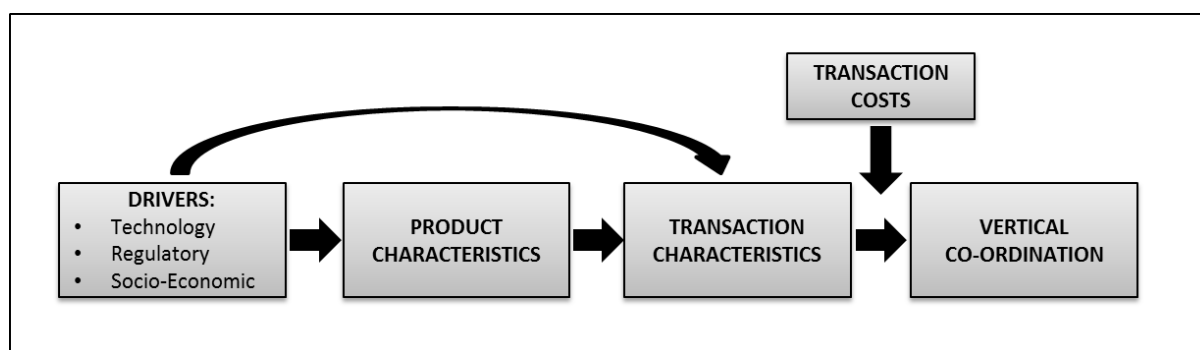 TRANSACTION
COSTS
DRIVERS:
• Technology
• Regulatory
• Socio-Economic
PRODUCT
CHARACTERISTICS
TRANSACTION
CHARACTERISTICS
VERTICAL
CO-ORDINATION